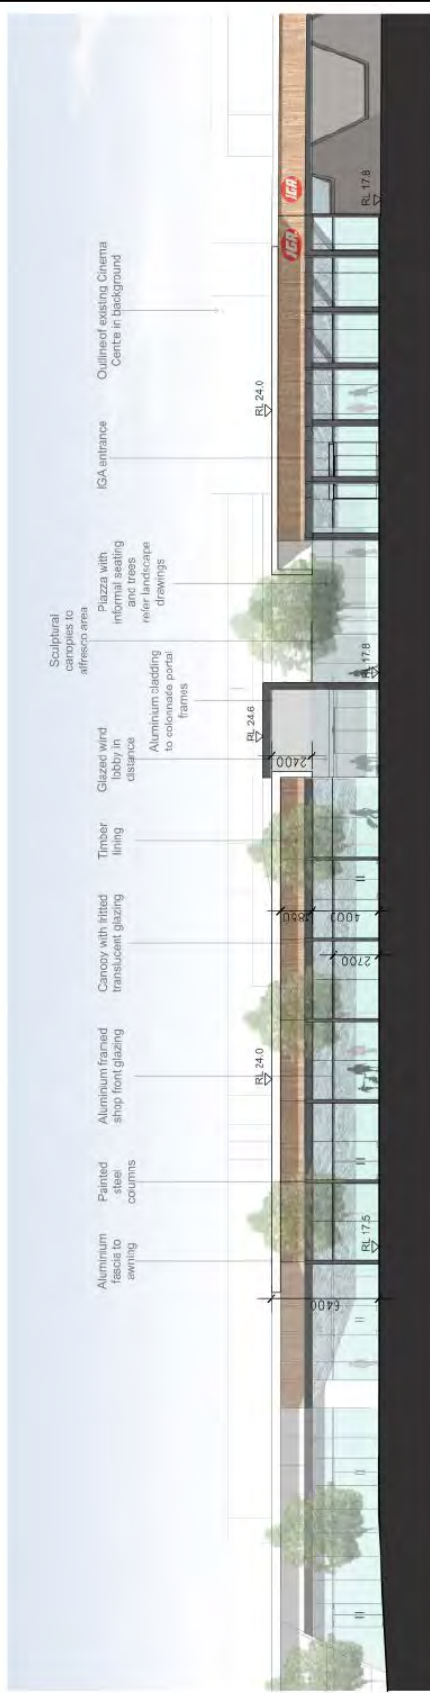 Aluminium
fascia to
awning
Painted
steel
columns
Aluminium framed
shop front glazing
Canopy with fritted
translucent glazing
Timber
lining
Glazed wind
lobby in
distance
Aluminium cladding
to colonnade portal
frames
Sculptural
canopies to
alfresco area
Piazza with
informal seating
and trees
refer landscape
drawings
IGA entrance
Outline of existing Cinema
Centre in background
RL 24.0
RL 24.6
RL 24.0
IGA
IGA
6400
1850
4000
2700
2400
RL 17.5
RL 17.8
RL 17.8